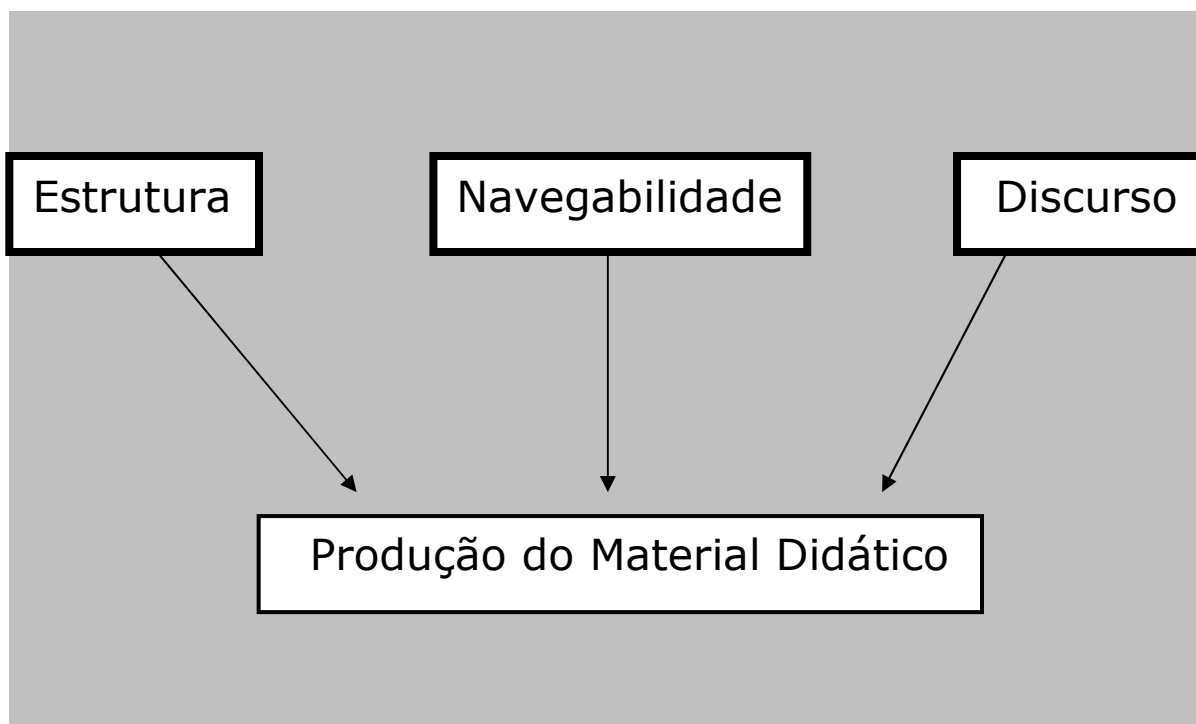 Estrutura
Navegabilidade
Discurso
Produção do Material Didático